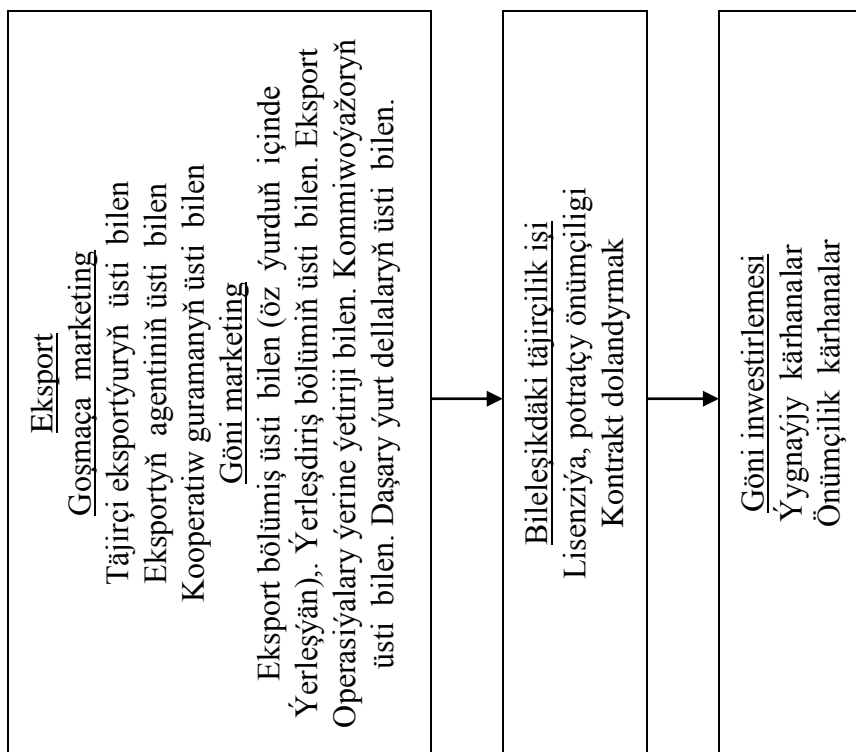 Eksport
Goşmaça marketing
Täjirçi eksportýuryň üsti bilen
Eksportyň agentiniň üsti bilen
Kooperatiw guramanyň üsti bilen
Göni marketing
Eksport bölümiş üsti bilen (öz ýurduň içinde
Ýerleşýän),. Ýerleşdiriş bölümiň üsti bilen. Eksport
Operasiýalary ýerine ýetiriji bilen. Kommiwoýažoryň
üsti bilen. Daşary ýurt dellalaryň üsti bilen.
Bileleşikdäki täjirçilik işi
Lisenziýa, potratçy önümçiligi
Kontrakt dolandyrmak
Göni inwestirlemesi
Ýygnaýjy kärhanalar
Önümçilik kärhanalar